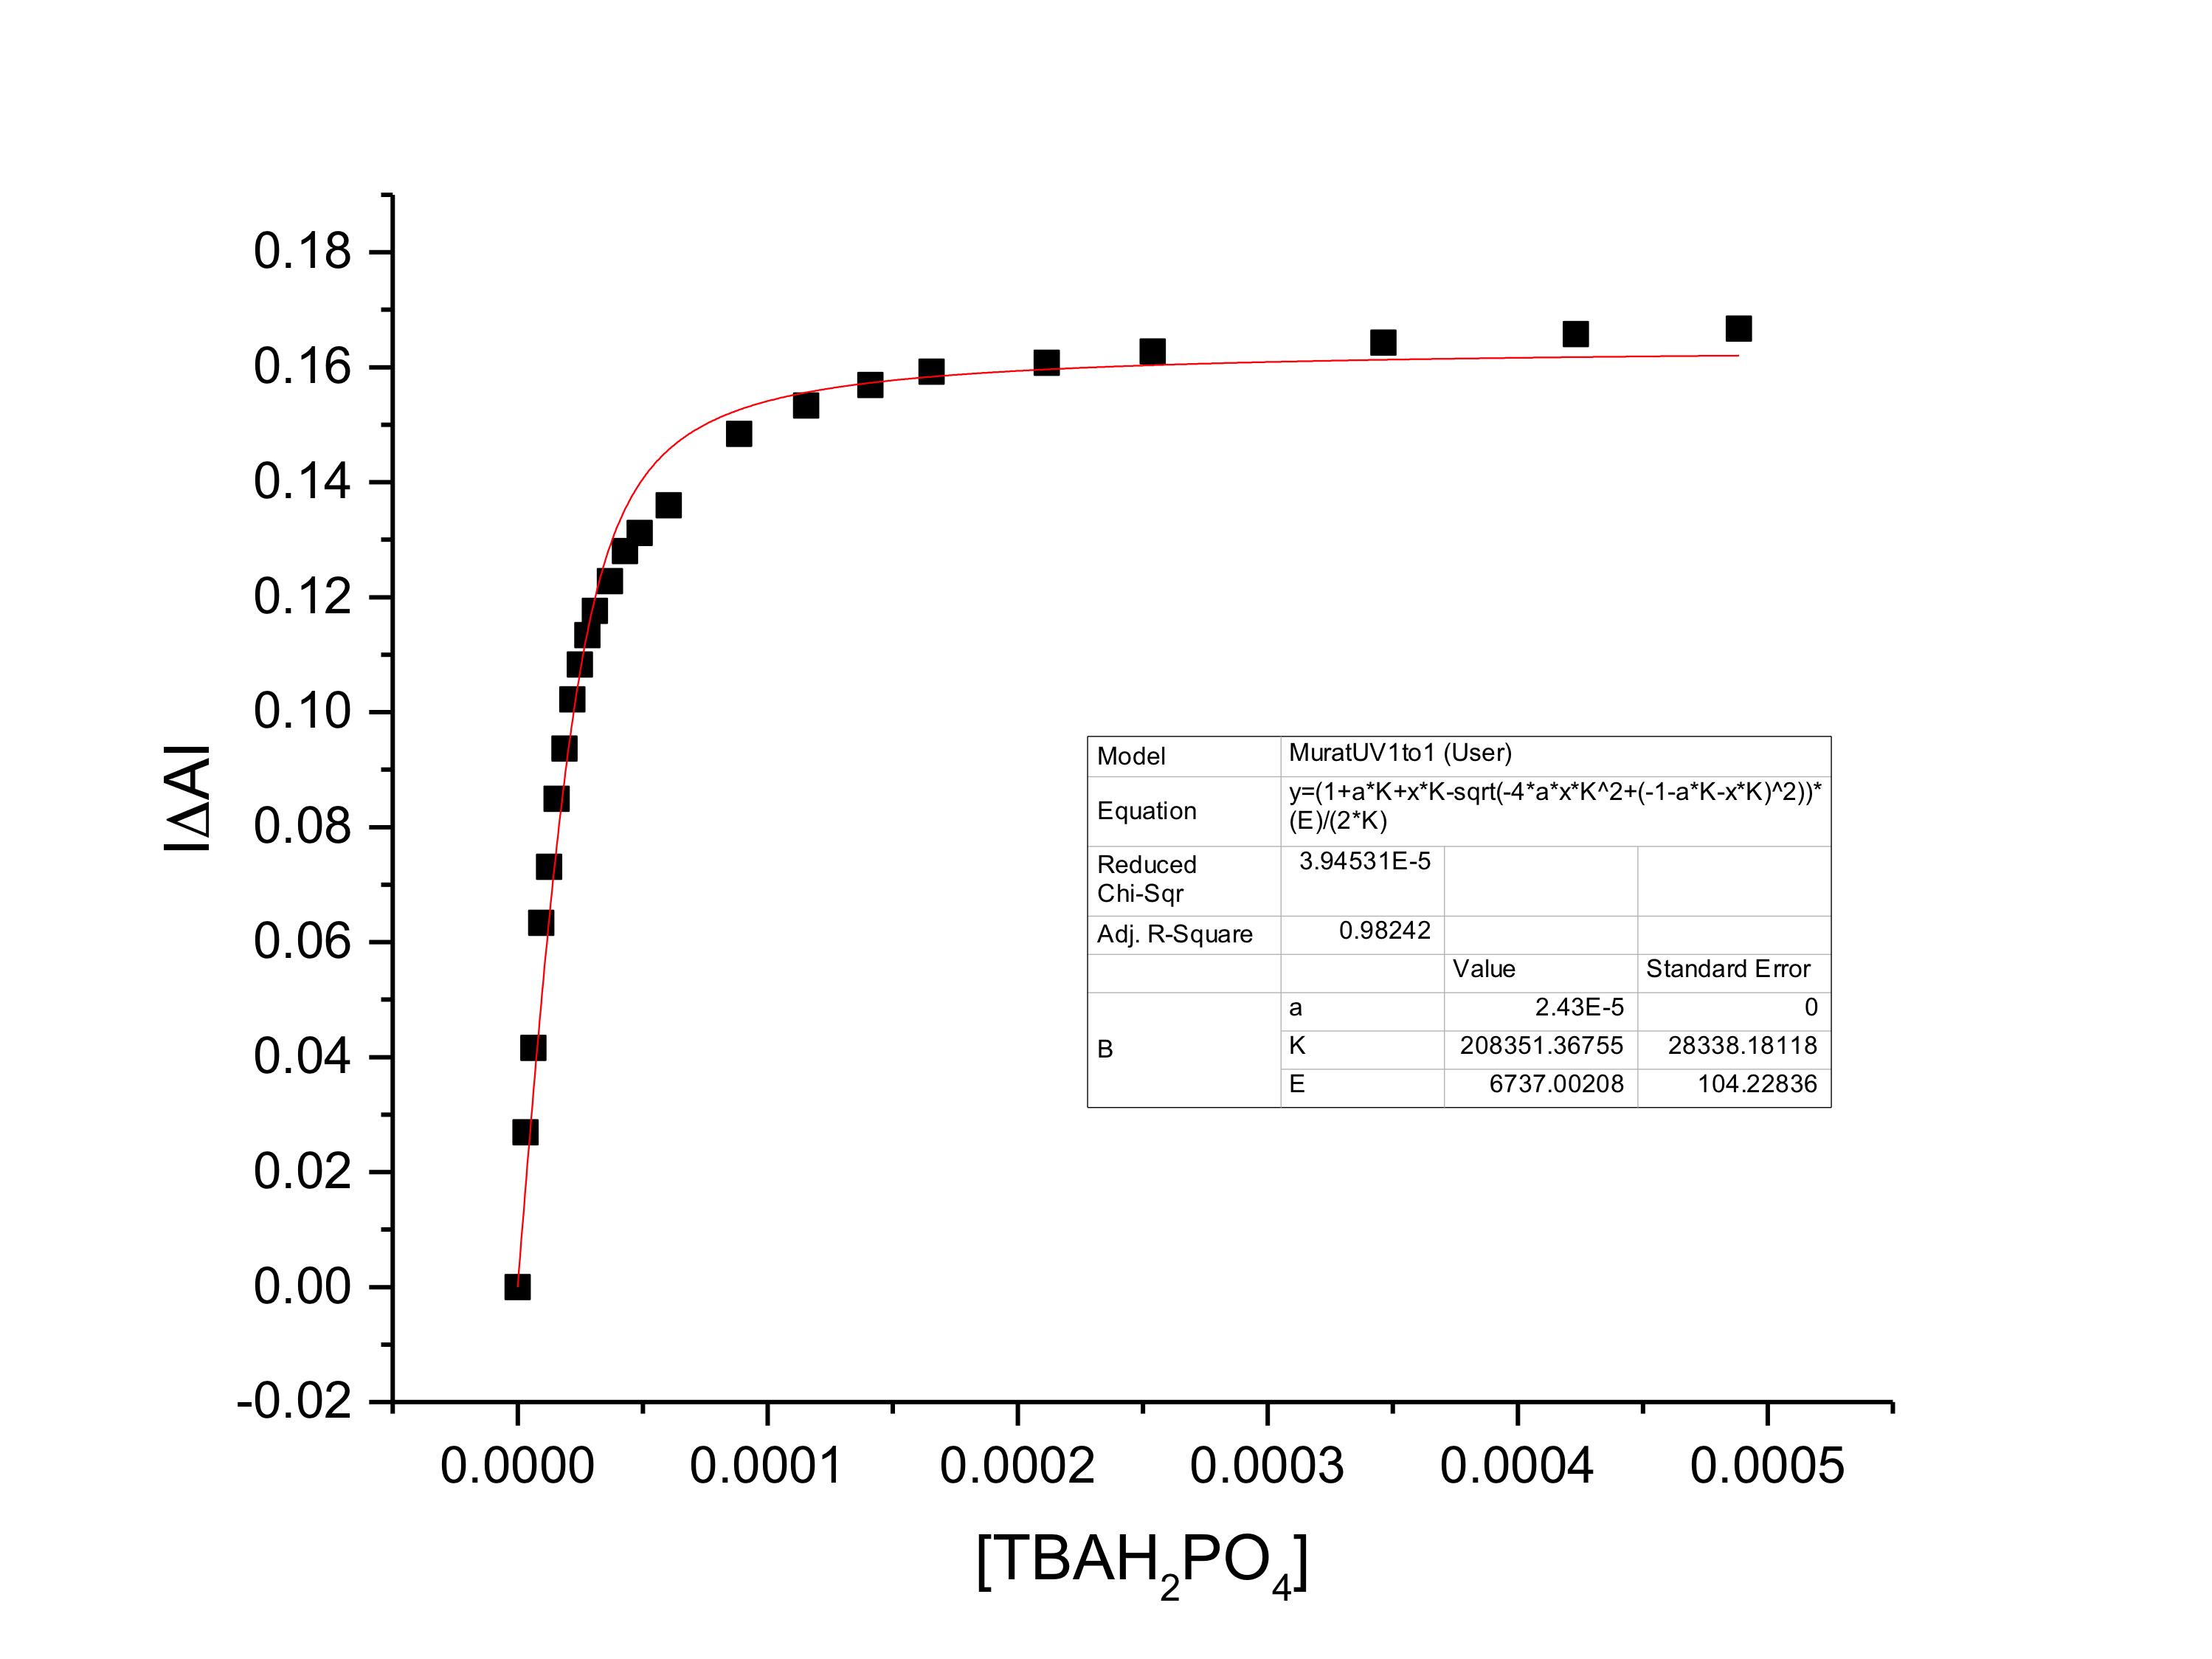 0.18
0.16
0.14
0.12
0.10
0.08
0.06
0.04
0.02
0.00
-0.02
I∆AI
Model MuratUV1to1 (User)
Equation y=(1+a*K+x*K-sqrt(-4*a*x*K^2+(-1-a*K-x*K)^2))*
(E)/(2*K)
Reduced 3.94531E-5
Chi-Sqr
Adj. R-Square 0.98242
Value Standard Error
B a 2.43E-5 0
K 208351.36755 28338.18118
E 6737.00208 104.22836
0.0000 0.0001 0.0002 0.0003 0.0004 0.0005
[TBAH₂PO₄]